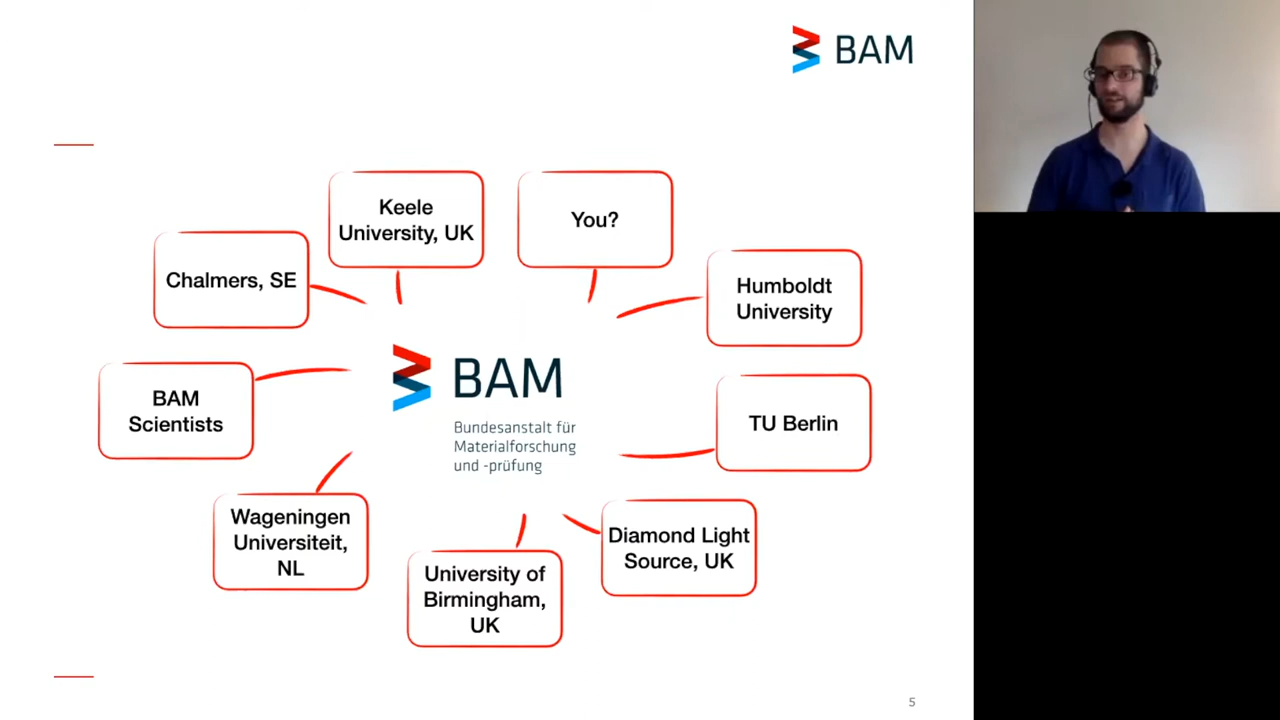 BAM
Keele
University, UK
You?
Chalmers, SE
Humboldt
University
BAM
Scientists
BAM
Bundesanstalt für
Materialforschung
und -prüfung
TU Berlin
Wageningen
Universiteit,
NL
University of
Birmingham,
UK
Diamond Light
Source, UK
5